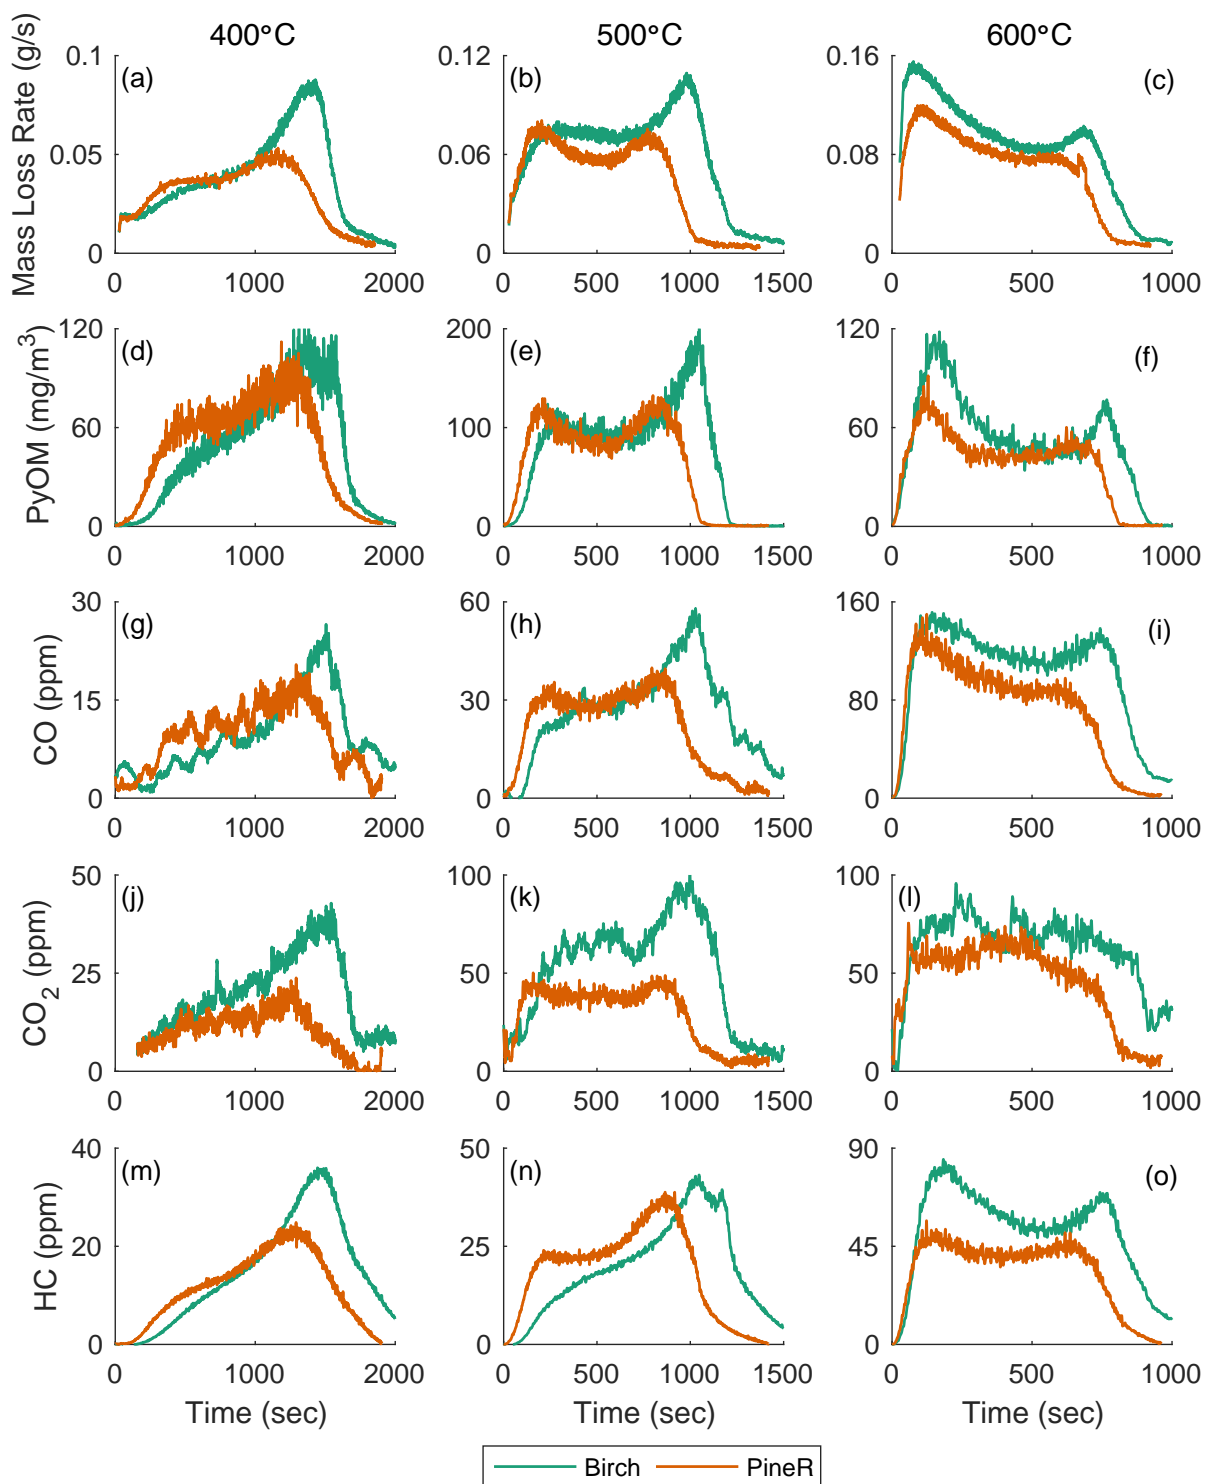 400°C 500°C 600°C
Mass Loss Rate (g/s)
0.1 0.05 0
(a)
0 1000 2000
0.12 0.06 0
(b)
0 500 1000 1500
0.16 0.08 0
(c)
0 500 1000
PyOM (mg/m³)
120 60 0
(d)
0 1000 2000
200 100 0
(e)
0 500 1000 1500
120 60 0
(f)
0 500 1000
CO (ppm)
30 15 0
(g)
0 1000 2000
60 30 0
(h)
0 500 1000 1500
160 80 0
(i)
0 500 1000
CO₂ (ppm)
50 25 0
(j)
0 1000 2000
100 50 0
(k)
0 500 1000 1500
100 50 0
(l)
0 500 1000
HC (ppm)
40 20 0
(m)
0 1000 2000
Time (sec)
50 25 0
(n)
0 500 1000 1500
Time (sec)
90 45 0
(o)
0 500 1000
Time (sec)
Birch PineR